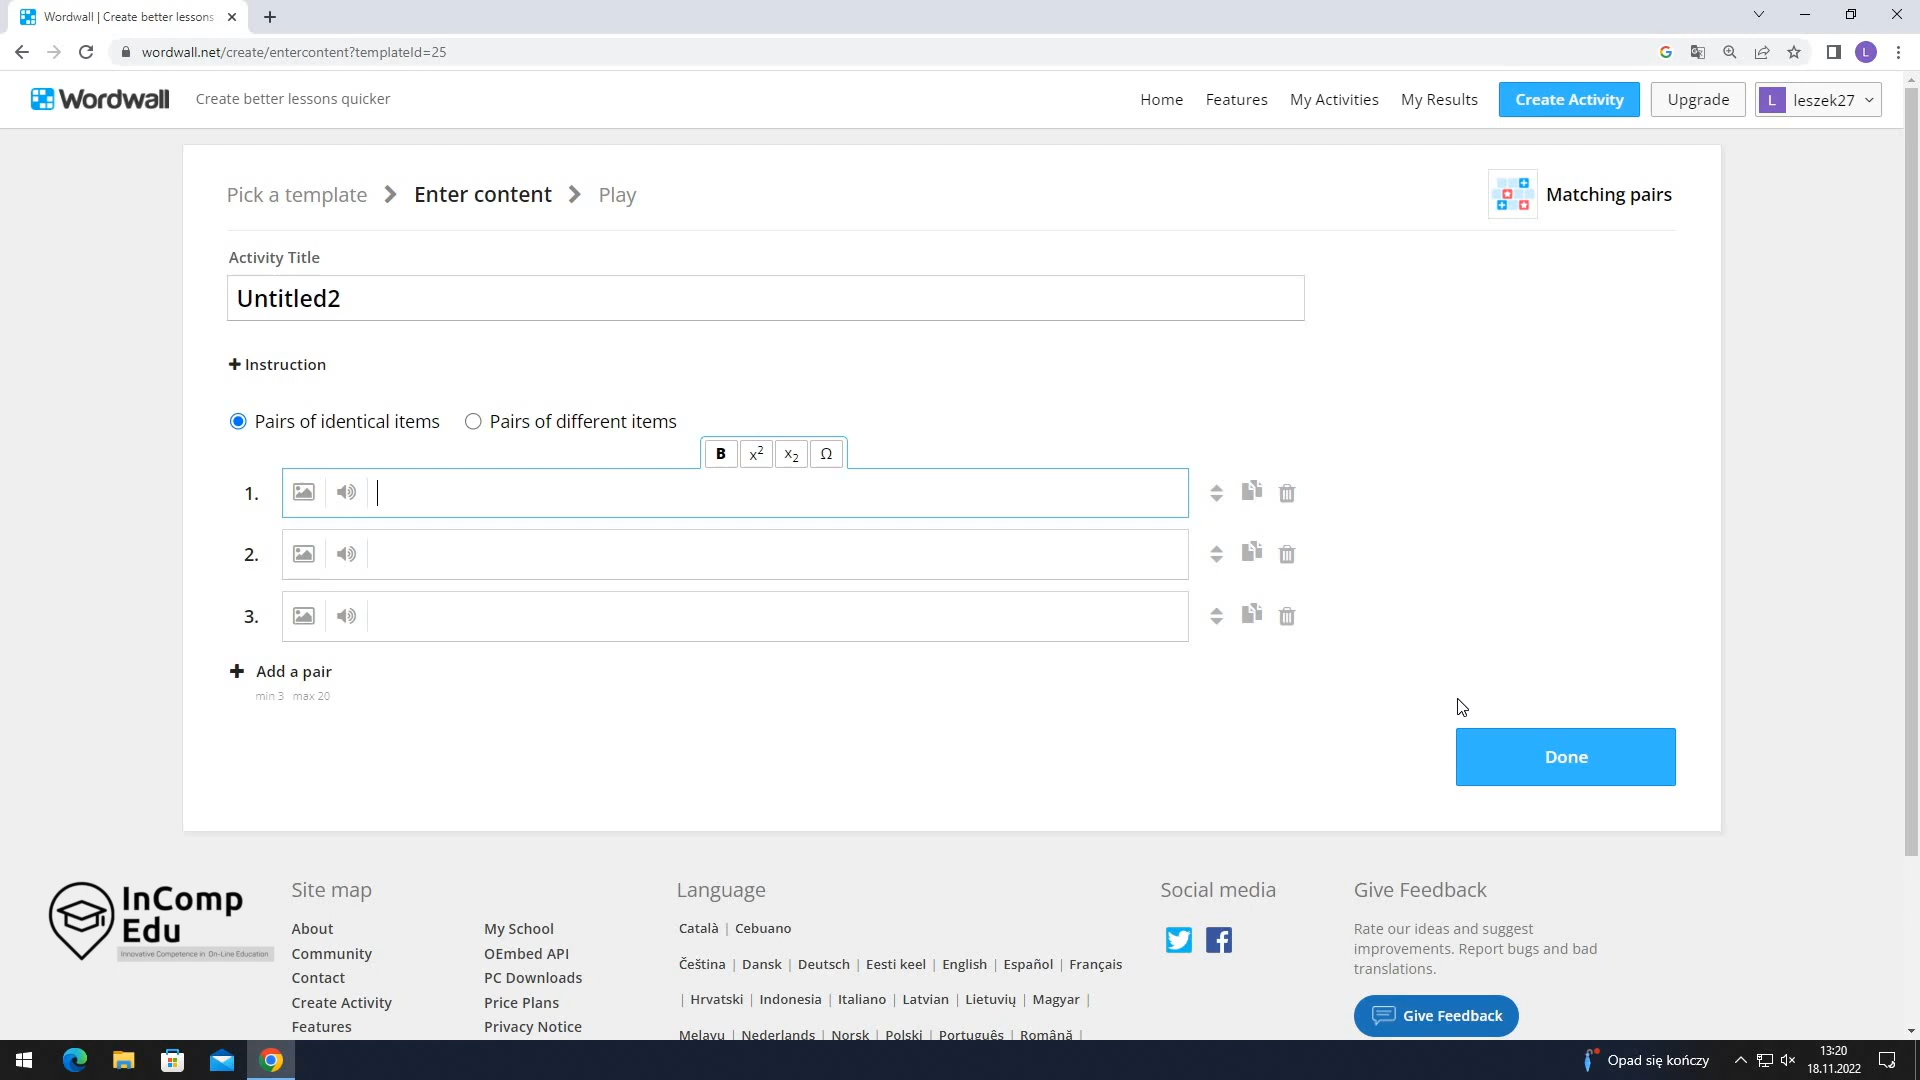 Wordwall | Create better lessons
wordwall.net/create/entercontent?templateId=25
L
Wordwall
Create better lessons quicker
Home
Features
My Activities
My Results
Create Activity
Upgrade
L leszek27
Pick a template
Enter content
Play
Matching pairs
Activity Title
Untitled2
+ Instruction
Pairs of identical items
Pairs of different items
B x² x₂ Ω
1.
2.
3.
+ Add a pair
min 3 max 20
Done
InComp
Edu
Innovative Competence in On-Line Education
Site map
About
Community
Contact
Create Activity
Features
My School
OEmbed API
PC Downloads
Price Plans
Privacy Notice
Language
Català | Cebuano
Čeština | Dansk | Deutsch | Eesti keel | English | Español | Français
| Hrvatski | Indonesia | Italiano | Latvian | Lietuvių | Magyar |
Melayu | Nederlands | Norsk | Polski | Português | Română |
Social media
Give Feedback
Rate our ideas and suggest
improvements. Report bugs and bad
translations.
Give Feedback
Opad się kończy
13:20
18.11.2022